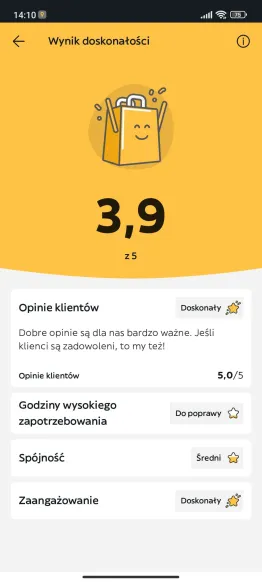 14:10
Wynik doskonałości
3,9
z 5
Opinie klientów
Doskonały
Dobre opinie są dla nas bardzo ważne. Jeśli
klienci są zadowoleni, to my też!
Opinie klientów 5,0/5
Godziny wysokiego
zapotrzebowania
Do poprawy
Spójność
Średni
Zaangażowanie
Doskonały